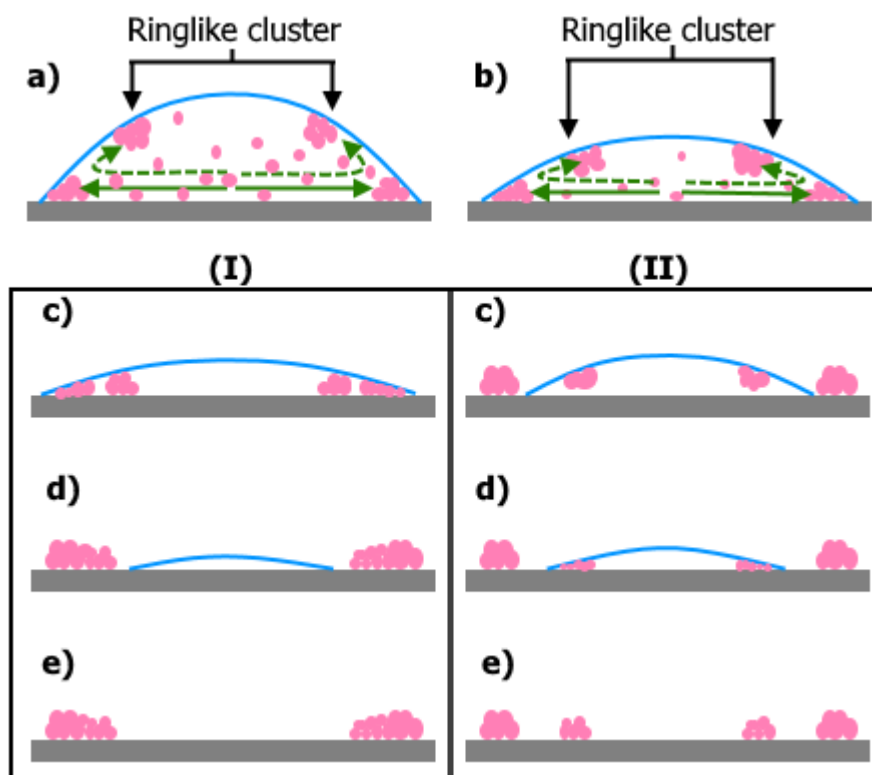 Ringlike cluster
Ringlike cluster
a)
b)
(I)
(II)
c)
c)
d)
d)
e)
e)